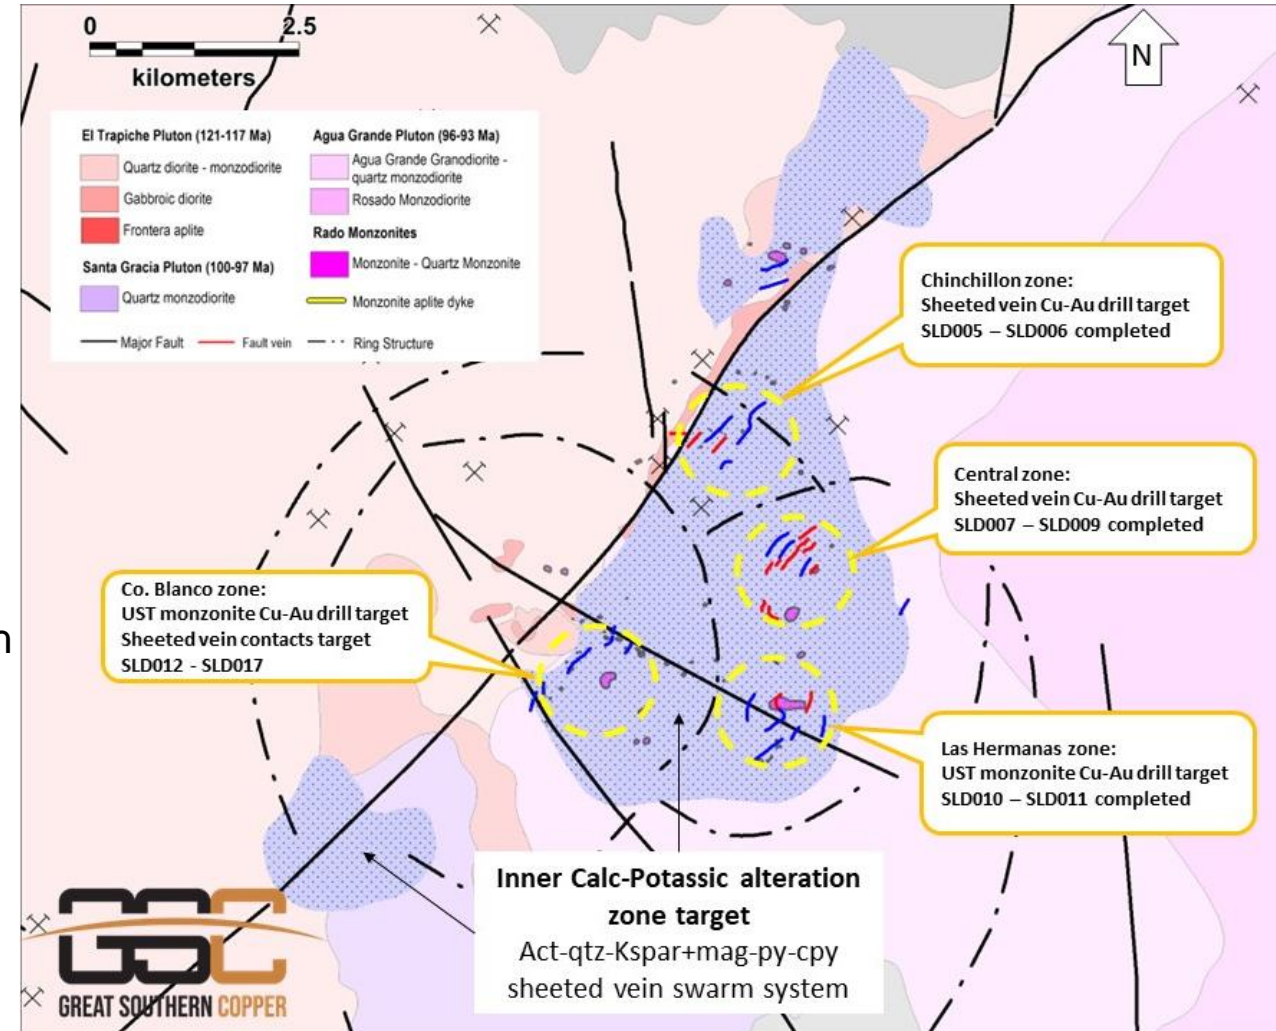 0 2.5
kilometers
N
El Trapiche Pluton (121-117 Ma)
Quartz diorite - monzodiorite
Gabbroic diorite
Frontera aplite
Santa Gracia Pluton (100-97 Ma)
Quartz monzodiorite
Agua Grande Pluton (96-93 Ma)
Agua Grande Granodiorite -
quartz monzodiorite
Rosado Monzodiorite
Rado Monzonites
Monzonite - Quartz Monzonite
Monzonite aplite dyke
Major Fault Fault vein Ring Structure
Chinchillon zone:
Sheeted vein Cu-Au drill target
SLD005 – SLD006 completed
Central zone:
Sheeted vein Cu-Au drill target
SLD007 – SLD009 completed
Co. Blanco zone:
UST monzonite Cu-Au drill target
Sheeted vein contacts target
SLD012 - SLD017
n
Las Hermanas zone:
UST monzonite Cu-Au drill target
SLD010 – SLD011 completed
Inner Calc-Potassic alteration
zone target
Act-qtz-Kspar+mag-py-cpy
sheeted vein swarm system
GSC
GREAT SOUTHERN COPPER